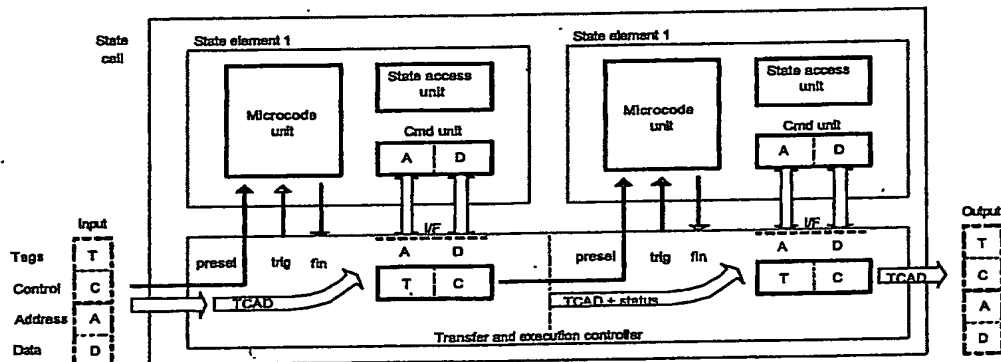 State cell
State element 1
State element 1
Microcode unit
State access unit
Cmd unit
A D
Microcode unit
State access unit
Cmd unit
A D
Input
I/F
I/F
Output
Tags T
Control C
Address A
Data D
presel trig fin
A D
T C
TCAD
presel trig fin
A D
T C
TCAD + status
TCAD
T
C
A
D
Transfer and execution controller